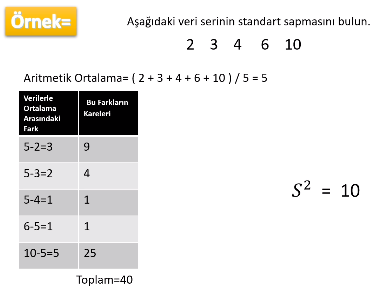 Örnek=
Aşağıdaki veri serinin standart sapmasını bulun.
2 3 4 6 10
Aritmetik Ortalama= ( 2 + 3 + 4 + 6 + 10 ) / 5 = 5
Verilerle Ortalama Arasındaki Fark
Bu Farkların Kareleri
5-2=3 9
5-3=2 4
5-4=1 1
6-5=1 1
10-5=5 25
Toplam=40
S² = 10